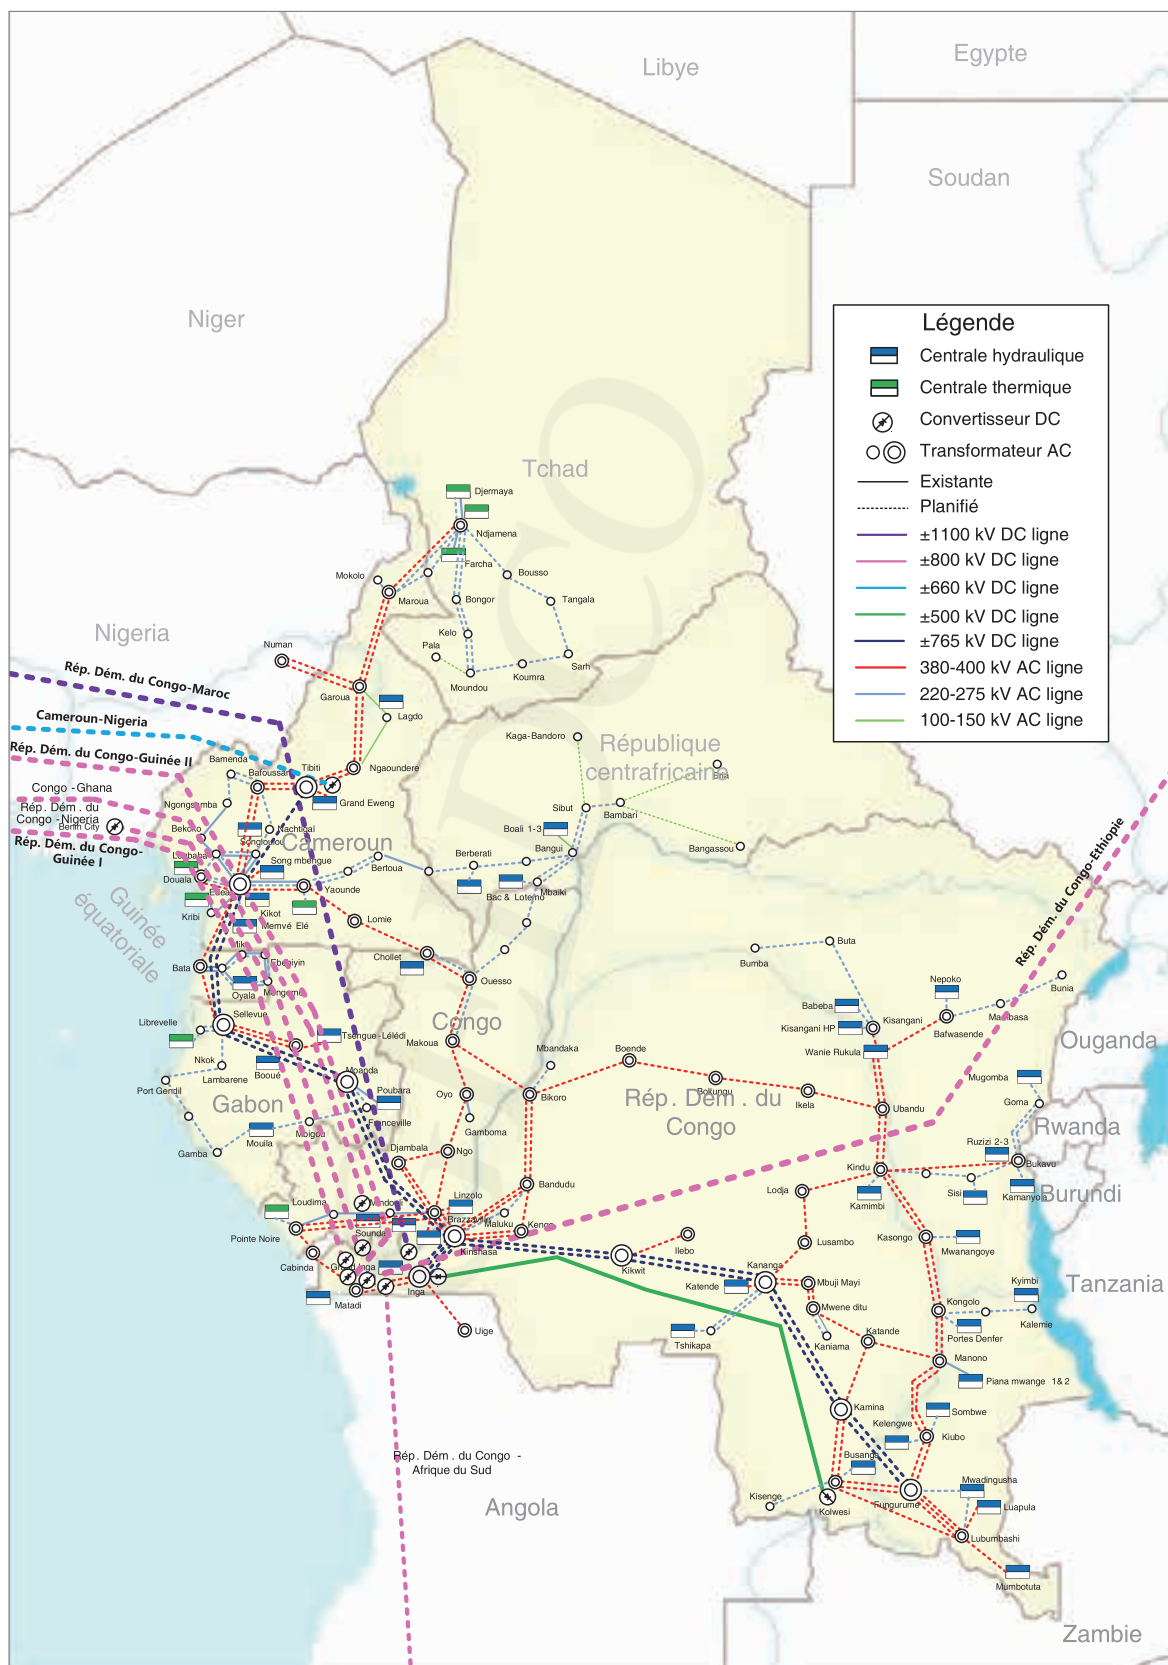 Libye
Egypte
Soudan
Niger
Tchad
Nigeria
Légende
Centrale hydraulique
Centrale thermique
Convertisseur DC
Transformateur AC
Existante
Planifié
±1100 kV DC ligne
±800 kV DC ligne
±660 kV DC ligne
±500 kV DC ligne
±765 kV DC ligne
380-400 kV AC ligne
220-275 kV AC ligne
100-150 kV AC ligne
Djermaya
Ndjamena
Farcha
Mokolo
Maroua
Bousso
Bongor
Tangala
Kelo
Pala
Sarh
Koumra
Moundou
Numan
Garoua
Lagdo
Ngaoundere
Rép. Dém. du Congo-Maroc
Cameroun-Nigeria
Rép. Dém. du Congo-Guinée II
Congo -Ghana
Rép. Dém . du
Congo -Nigeria
Benin City
Rép. Dém. du Congo-
Guinée I
Bamenda
Bafoussam
Tibiti
Grand Eweng
Ngongsamba
Bekoko
Nachtigal
Songloulou
Cameroun
Song mbengue
Douala
Edea
Yaounde
Bertoua
Kribi
Kikot
Memvé Elé
Lomie
Kaga-Bandoro
République
centrafricaine
Bria
Sibut
Bambari
Boali 1-3
Bangui
Bangassou
Berberati
Bac & Lotemo
Mbaiki
Guinée
équatoriale
Chollet
Ouesso
Bata
Ebebiyin
Oyala
Mongomo
Sellevue
Librevelle
Tsengue-Lélédi
Nkok
Lambarene
Booué
Port Gendil
Moanda
Poubara
Franceville
Gabon
Mouila
Moigou
Gamba
Congo
Makoua
Mbandaka
Boende
Oyo
Gamboma
Bikoro
Bokungu
Ikela
Rép. Dém . du
Congo
Djambala
Ngo
Bandudu
Linzolo
Loudima
Mindouli
Brazzaville
Maluku
Kenge
Pointe Noire
Sounda
Kinshasa
Cabinda
Grand Inga
Inga
Matadi
Uige
Kikwit
Ilebo
Kananga
Katende
Tshikapa
Lodja
Lusambo
Mbuji Mayi
Mwene ditu
Kaniama
Katande
Bumba
Buta
Babeba
Kisangani HP
Kisangani
Wanie Rukula
Nepoko
Bafwasende
Mambasa
Bunia
Rép. Dém. du Congo-Ethiopie
Ouganda
Mugomba
Goma
Rwanda
Ubandu
Ruzizi 2-3
Bukavu
Kindu
Kamimbi
Sisi
Kamanyola
Burundi
Kasongo
Mwanangoye
Tanzania
Kyimbi
Kongolo
Kalemie
Portes Denfer
Manono
Piana mwange 1&2
Kamina
Kelengwe
Sombwe
Kiubo
Busanga
Kisenge
Kolwesi
Fungurume
Mwadingusha
Luapula
Lubumbashi
Mumbotuta
Rép. Dém . du Congo -
Afrique du Sud
Angola
Zambie